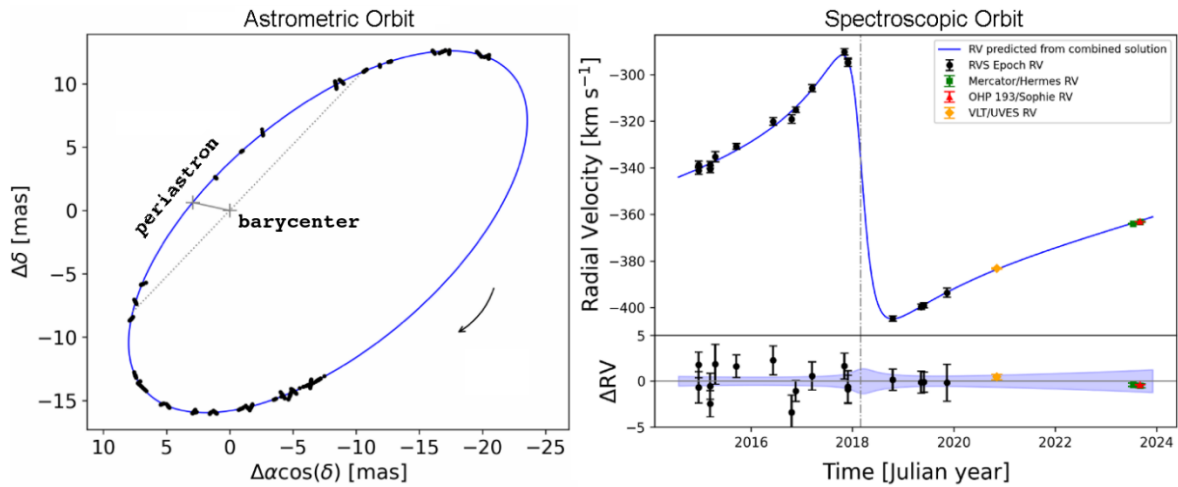 Astrometric Orbit
Δδ [mas]
10
5
0
−5
−10
−15
periastron
barycenter
10 5 0 −5 −10 −15 −20 −25
Δαcos(δ) [mas]
Spectroscopic Orbit
Radial Velocity [km s⁻¹]
−300
−320
−340
−360
−380
−400
RV predicted from combined solution
RVS Epoch RV
Mercator/Hermes RV
OHP 193/Sophie RV
VLT/UVES RV
ΔRV
5
0
−5
2016 2018 2020 2022 2024
Time [Julian year]